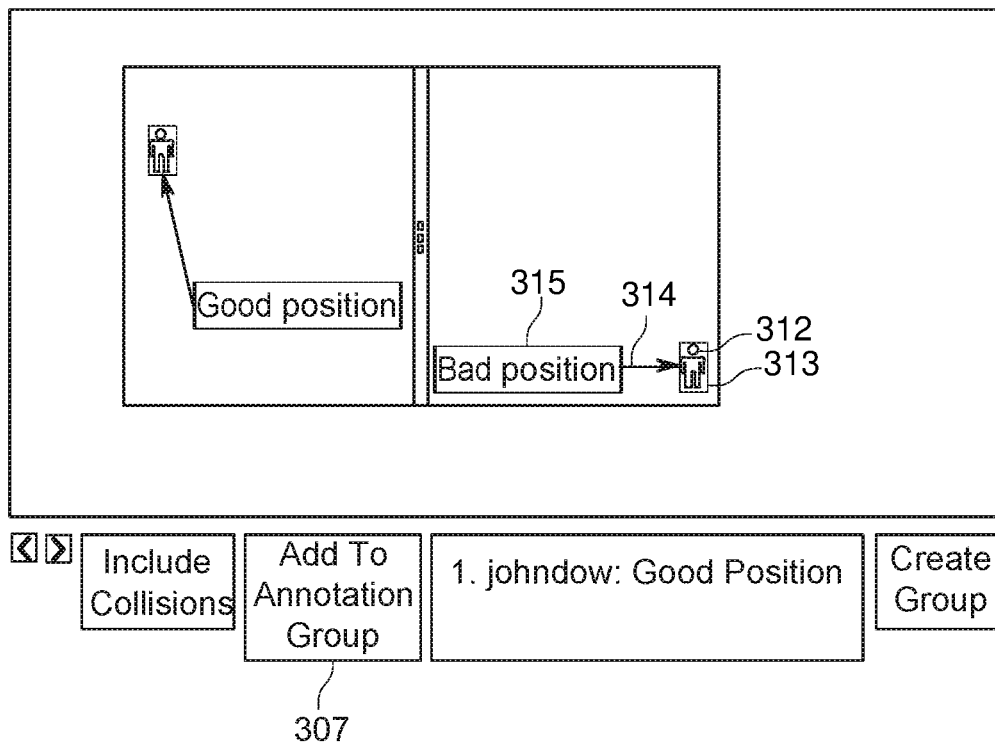 Good position
315
314
Bad position
312
313
Include
Collisions
Add To
Annotation
Group
1. johndow: Good Position
Create
Group
307